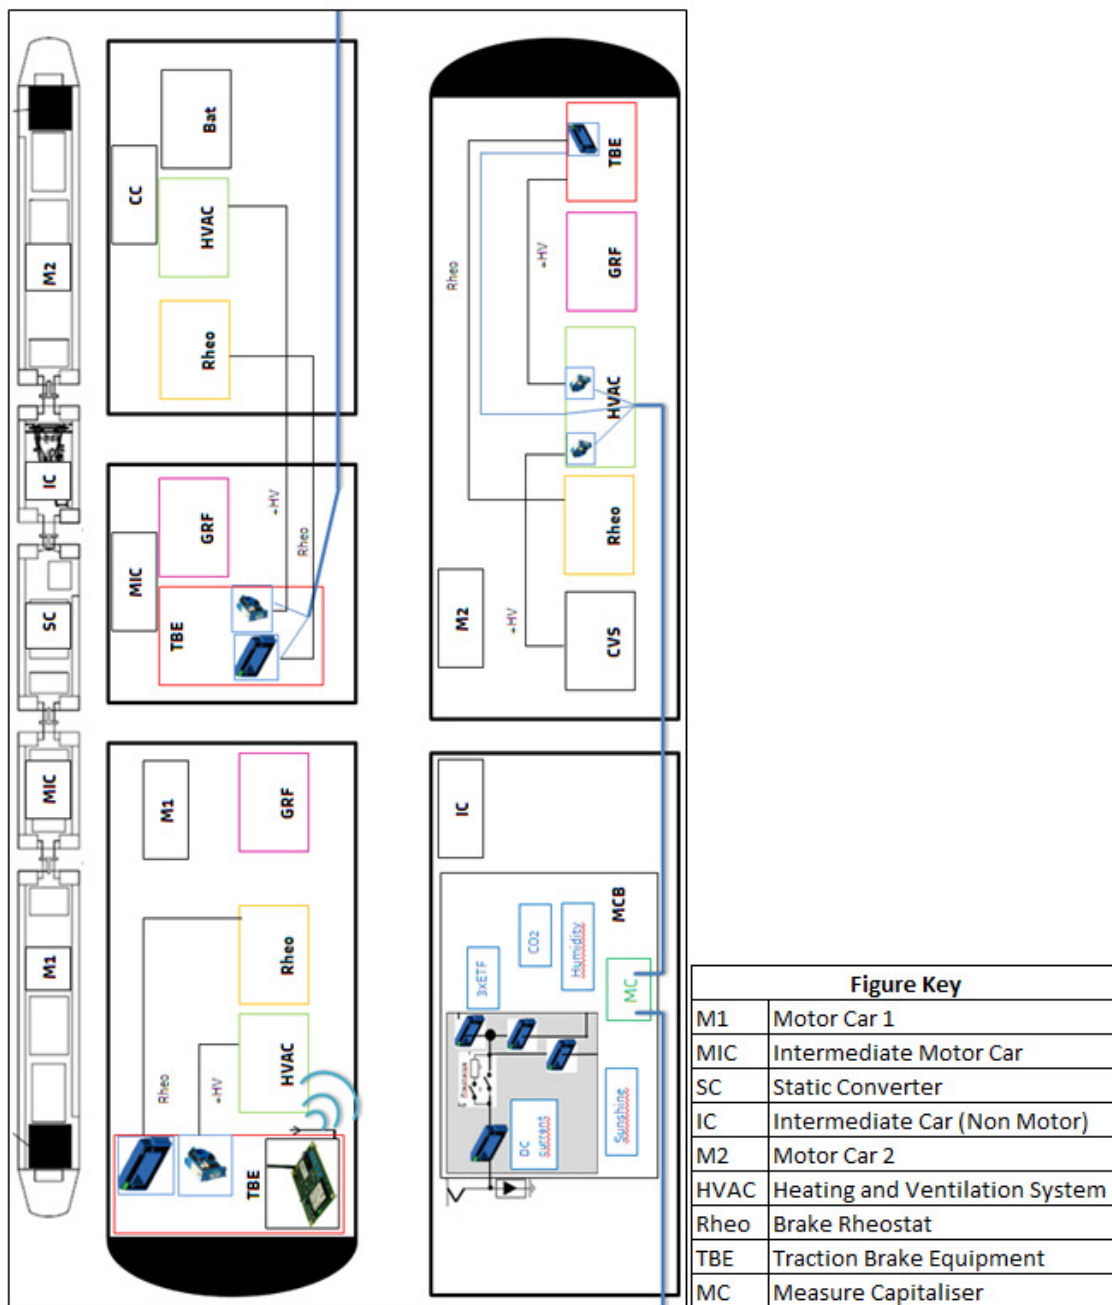 M2
IC
SC
MIC
M1
Bat
CC
HVAC
Rheo
+HV
Rheo
GRF
MIC
TBE
M1
GRF
Rheo
HVAC
Rheo
+HV
TBE
TBE
GRF
HVAC
Rheo
CVS
M2
Rheo
+HV
+HV
IC
MCB
CO2
Humidity
3xETF
MC
DC
current
Sunshine
Figure Key
M1 Motor Car 1
MIC Intermediate Motor Car
SC Static Converter
IC Intermediate Car (Non Motor)
M2 Motor Car 2
HVAC Heating and Ventilation System
Rheo Brake Rheostat
TBE Traction Brake Equipment
MC Measure Capitaliser